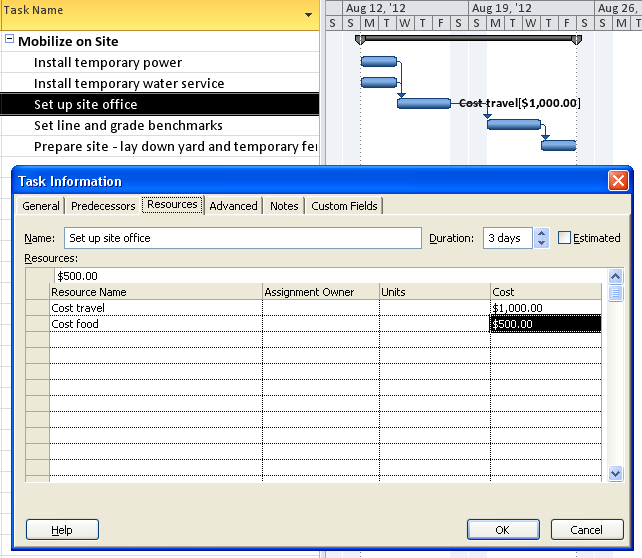 Task Name
Aug 12, '12 Aug 19, '12 Aug 26,
S S M T W T F S S M T W T F S S M T
Mobilize on Site
Install temporary power
Install temporary water service
Set up site office
Cost travel[$1,000.00]
Set line and grade benchmarks
Prepare site - lay down yard and temporary fe
Task Information
General Predecessors Resources Advanced Notes Custom Fields
Name: Set up site office Duration: 3 days Estimated
Resources:
$500.00
Resource Name Assignment Owner Units Cost
Cost travel $1,000.00
Cost food $500.00
Help OK Cancel